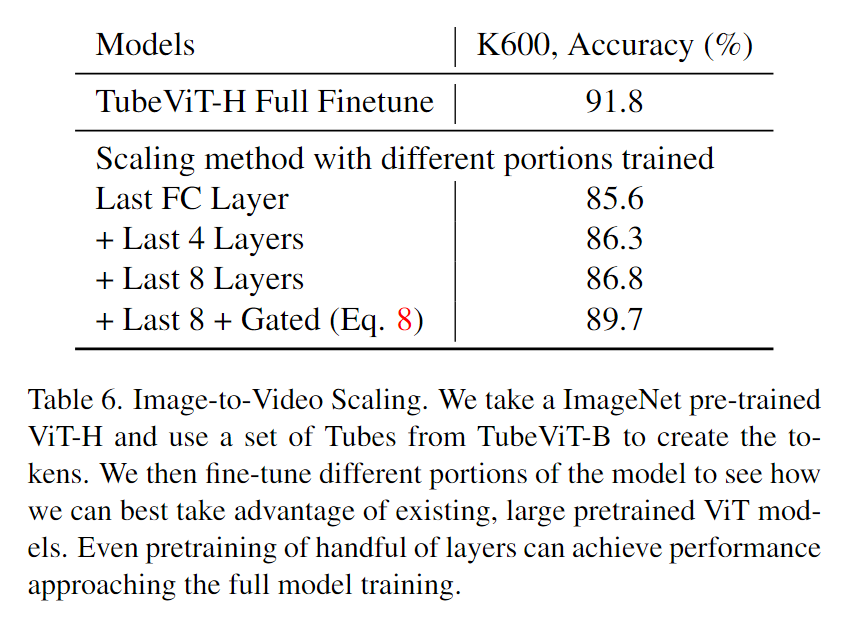 Models K600, Accuracy (%)
TubeViT-H Full Finetune 91.8
Scaling method with different portions trained
Last FC Layer 85.6
+ Last 4 Layers 86.3
+ Last 8 Layers 86.8
+ Last 8 + Gated (Eq. 8) 89.7
Table 6. Image-to-Video Scaling. We take a ImageNet pre-trained
ViT-H and use a set of Tubes from TubeViT-B to create the to-
kens. We then fine-tune different portions of the model to see how
we can best take advantage of existing, large pretrained ViT mod-
els. Even pretraining of handful of layers can achieve performance
approaching the full model training.